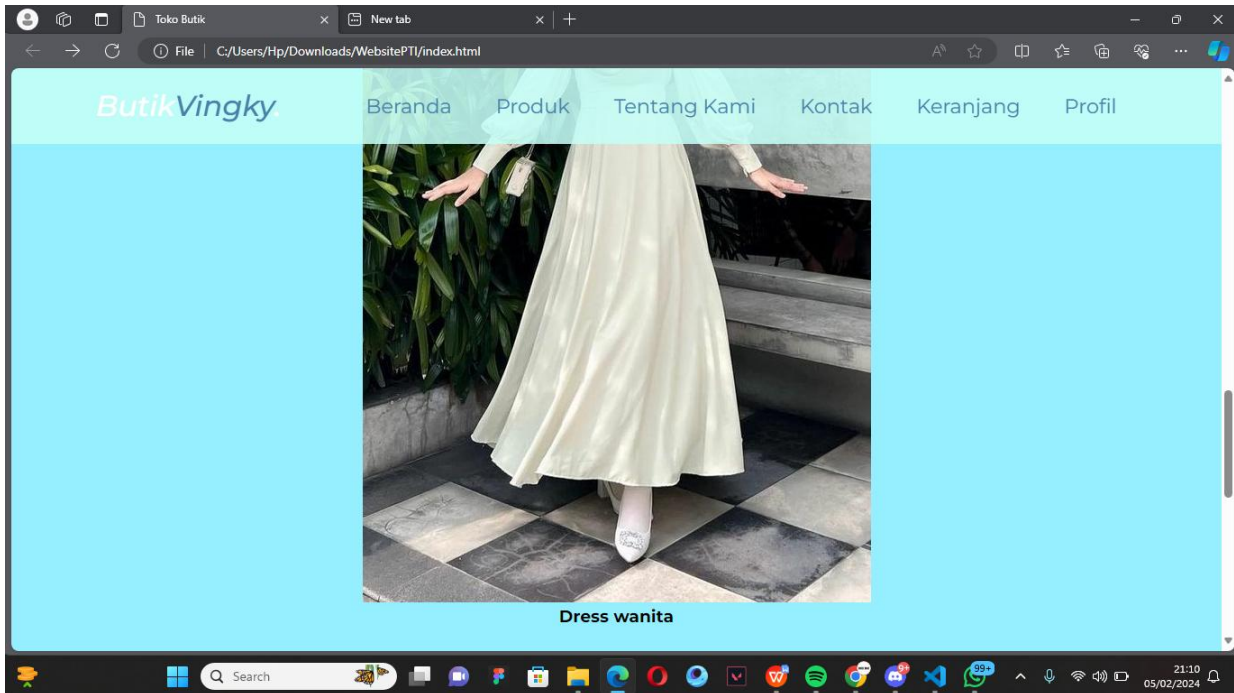 Toko Butik
New tab
File
C:/Users/Hp/Downloads/WebsitePTI/index.html
ButikVingky.
Beranda
Produk
Tentang Kami
Kontak
Keranjang
Profil
Dress wanita
Search
99+
21:10
05/02/2024